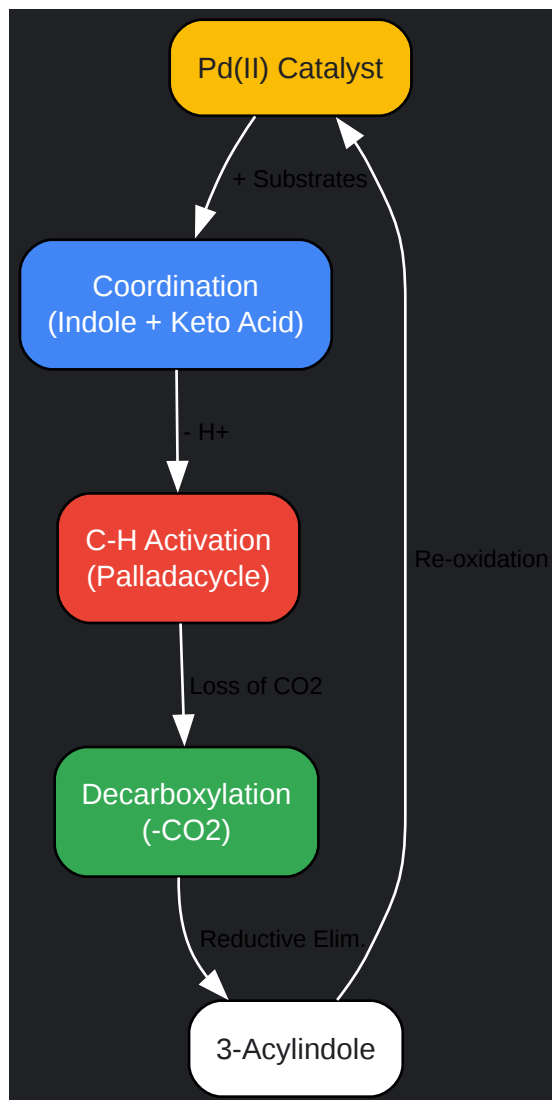 Pd(II) Catalyst
+ Substrates
Coordination
(Indole + Keto Acid)
- H+
C-H Activation
(Palladacycle)
Re-oxidation
Loss of CO2
Decarboxylation
(-CO2)
Reductive Elim.
3-Acylindole